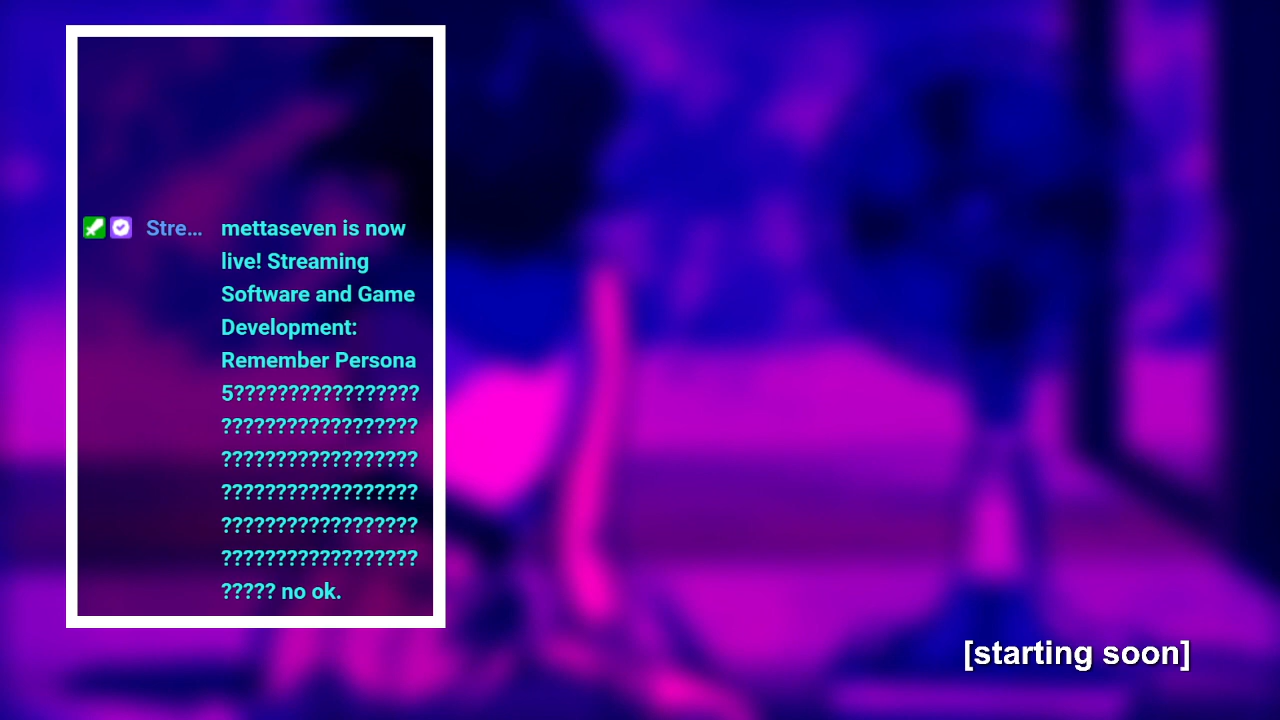 Stre... mettaseven is now
live! Streaming
Software and Game
Development:
Remember Persona
5?????????????????
??????????????????
??????????????????
??????????????????
??????????????????
??????????????????
????? no ok.
[starting soon]